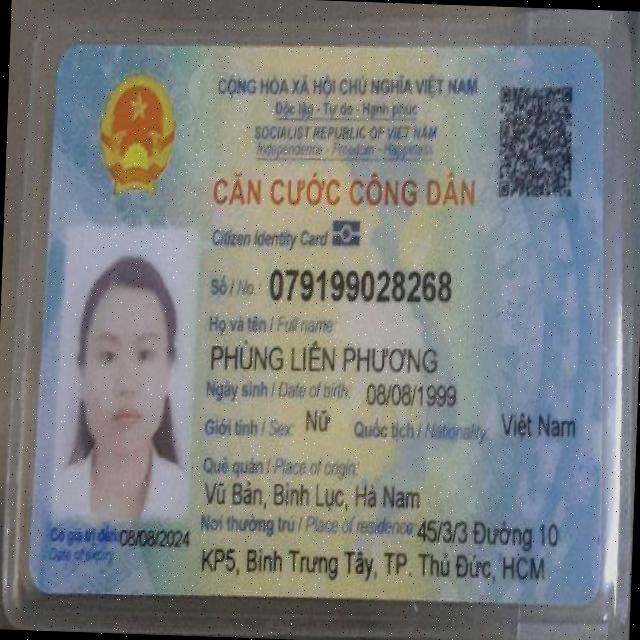 CỘNG HÒA XÃ HỘI CHỦ NGHĨA VIỆT NAM
Độc lập - Tự do - Hạnh phúc
SOCIALIST REPUBLIC OF VIET NAM
Independence - Freedom - Happiness
CĂN CƯỚC CÔNG DÂN
Citizen Identity Card
Số / No.: 079199028268
Họ và tên / Full name:
PHÙNG LIÊN PHƯƠNG
Ngày sinh / Date of birth: 08/08/1999
Giới tính / Sex: Nữ Quốc tịch / Nationality: Việt Nam
Quê quán / Place of origin:
Vũ Bản, Bình Lục, Hà Nam
Nơi thường trú / Place of residence: 45/3/3 Đường 10
KP5, Bình Trưng Tây, TP. Thủ Đức, HCM
Có giá trị đến: 08/08/2024
Date of expiry